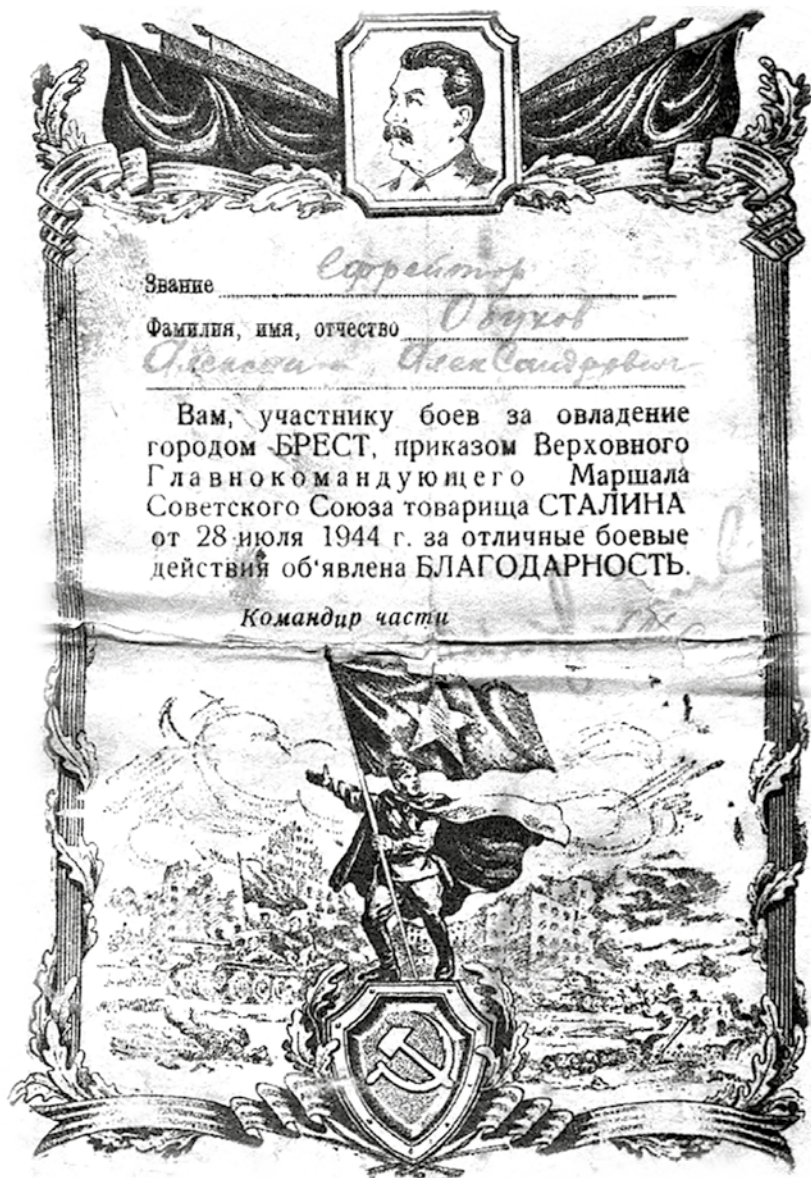 Звание Ефрейтор
Фамилия, имя, отчество Обухов
Александрович
Вам, участнику боев за овладение
городом БРЕСТ, приказом Верховного
Главнокомандующего Маршала
Советского Союза товарища СТАЛИНА
от 28 июля 1944 г. за отличные боевые
действия об‘явлена БЛАГОДАРНОСТЬ.
Командир части